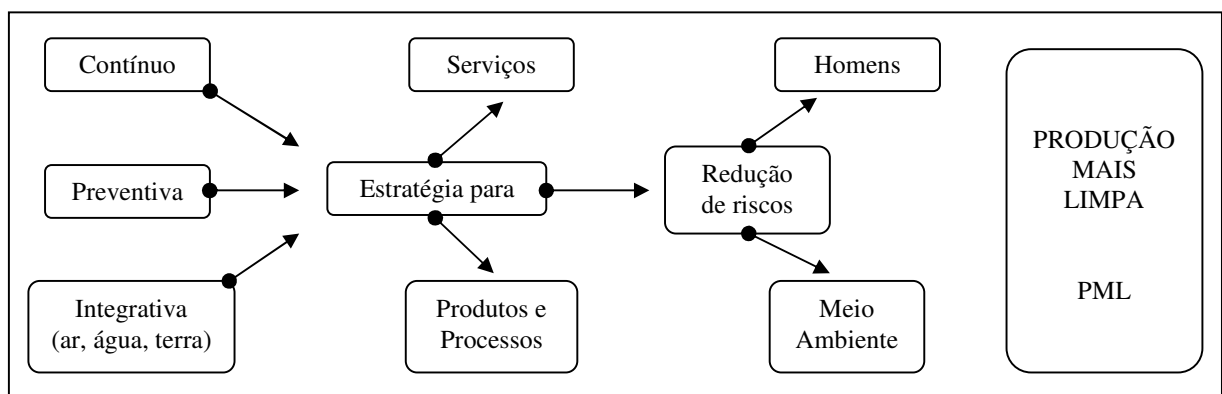 Contínuo
Serviços
Homens
Preventiva
Estratégia para
Redução
de riscos
Integrativa
(ar, água, terra)
Produtos e
Processos
Meio
Ambiente
PRODUÇÃO
MAIS
LIMPA
PML